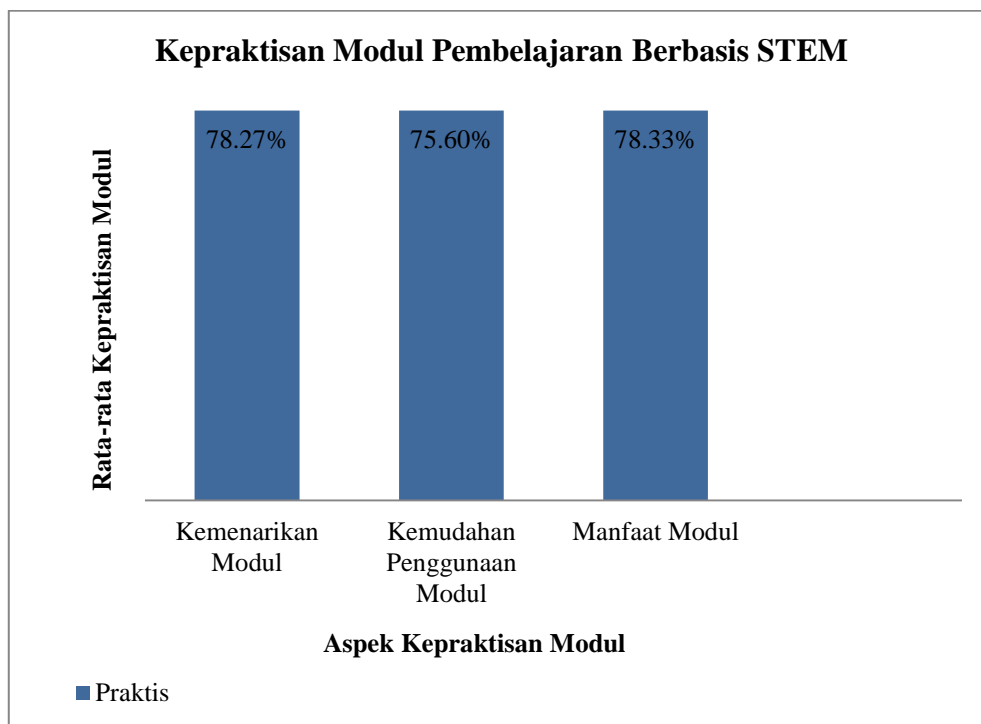 Kepraktisan Modul Pembelajaran Berbasis STEM
Rata-rata Kepraktisan Modul
78.27%
75.60%
78.33%
Kemenarikan
Modul
Kemudahan
Penggunaan
Modul
Manfaat Modul
Aspek Kepraktisan Modul
Praktis